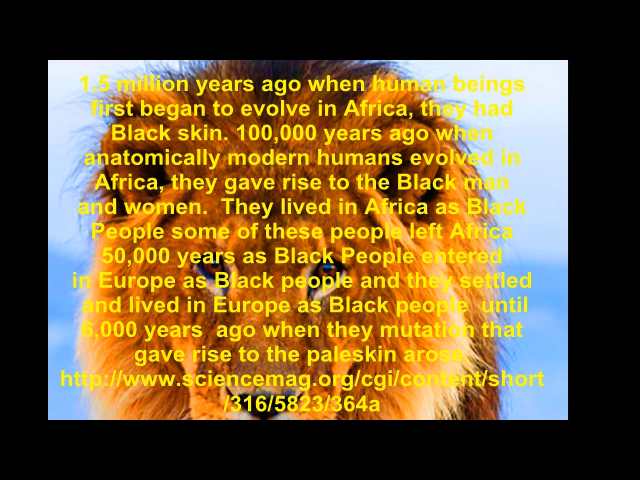 1.5 million years ago when human beings
first began to evolve in Africa, they had
Black skin. 100,000 years ago when
anatomically modern humans evolved in
Africa, they gave rise to the Black man
and women. They lived in Africa as Black
People some of these people left Africa
50,000 years as Black People entered
in Europe as Black people and they settled
and lived in Europe as Black people until
6,000 years ago when they mutation that
gave rise to the paleskin arose.
http://www.sciencemag.org/cgi/content/short
/316/5823/364a